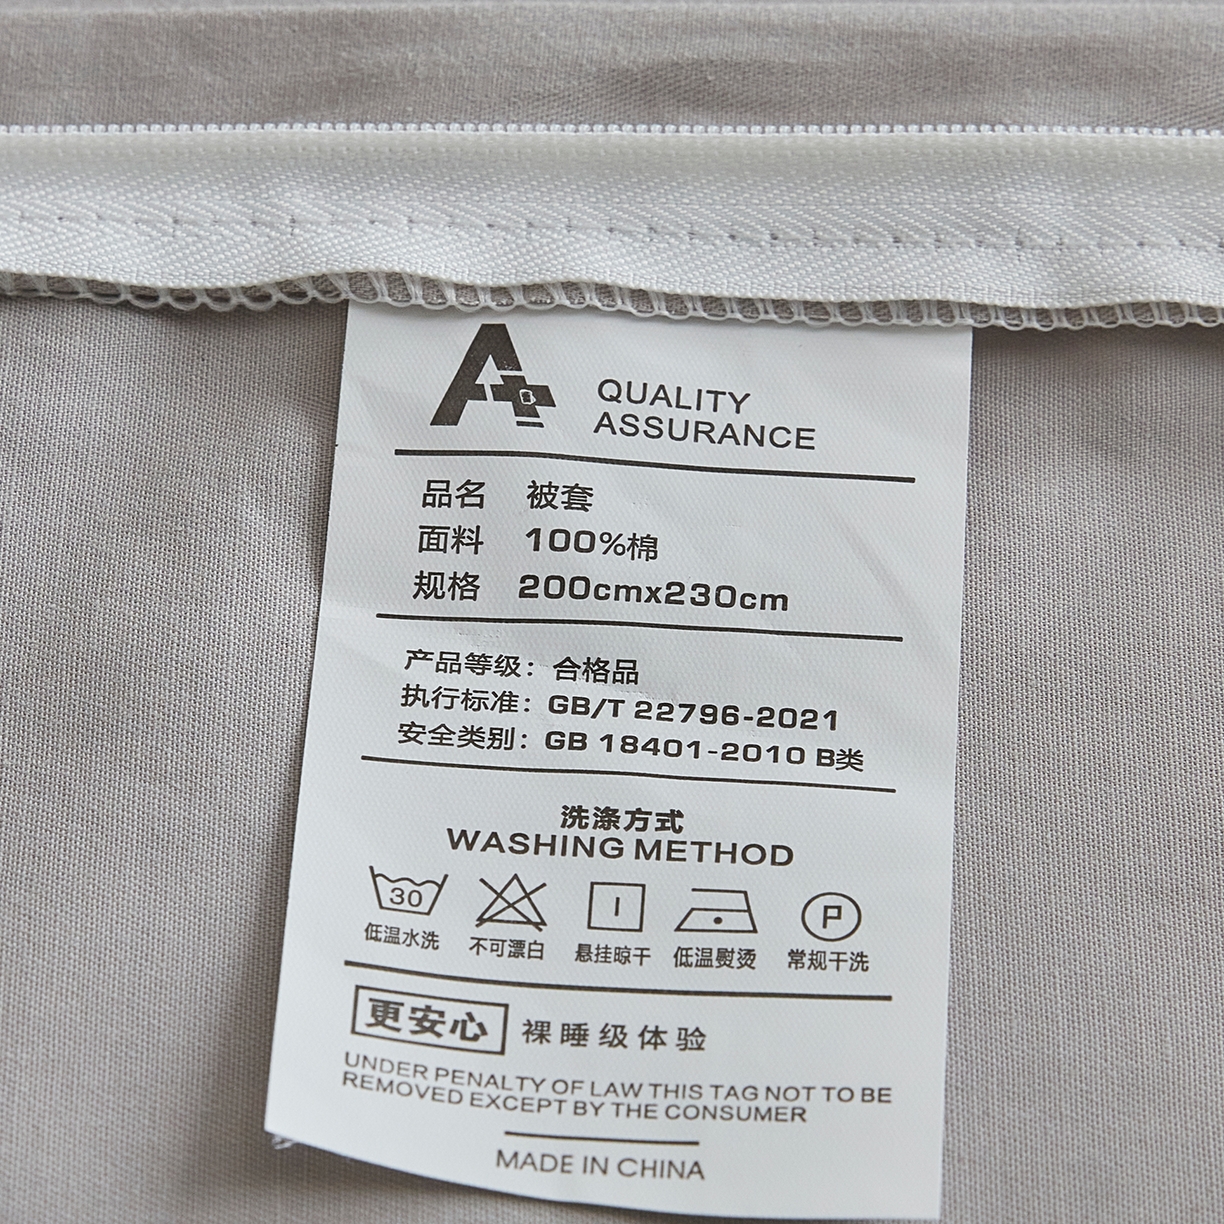 A+
QUALITY
ASSURANCE
品名 被套
面料 100%棉
规格 200cmx230cm
产品等级：合格品
执行标准：GB/T 22796-2021
安全类别：GB 18401-2010 B类
洗涤方式
WASHING METHOD
30
P
低温水洗 不可漂白 悬挂晾干 低温熨烫 常规干洗
更安心 裸睡级体验
UNDER PENALTY OF LAW THIS TAG NOT TO BE
REMOVED EXCEPT BY THE CONSUMER
MADE IN CHINA